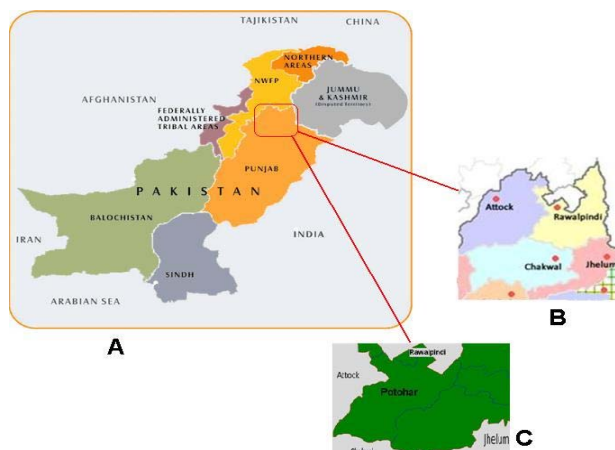 TAJIKISTAN
CHINA
NORTHERN
AREAS
NWFP
JUMMU
& KASHMIR
(Disputed Territory)
AFGHANISTAN
FEDERALLY
ADMINISTERED
TRIBAL AREAS
PUNJAB
PAKISTAN
BALOCHISTAN
IRAN
INDIA
SINDH
ARABIAN SEA
A
Attock
Rawalpindi
Chakwal
Jhelum
B
Rawalpindi
Attock
Potohar
Jhelum
C